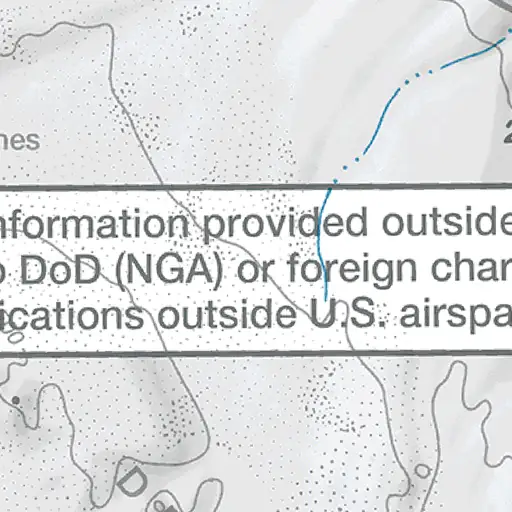 nes
nformation provided outside
o DoD (NGA) or foreign char
ications outside U.S. airspa
D